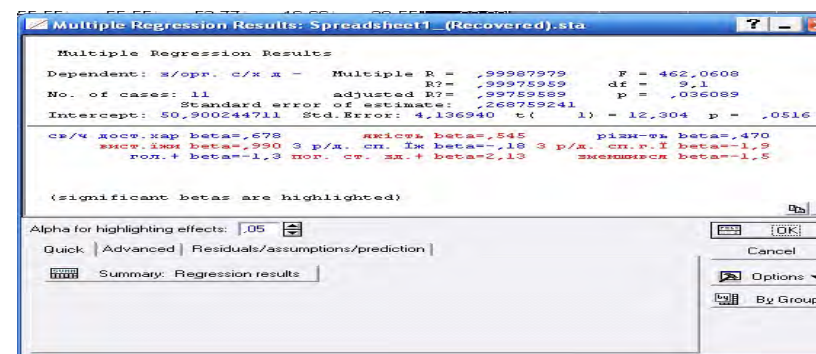 Multiple Regression Results: Spreadsheet1_(Recovered).sta
Multiple Regression Results
Dependent: з/опр. с/х д - Multiple R = ,99987979 F = 462,0608
R?= ,99975959 df = 9,1
No. of cases: 11 adjusted R?= ,99759589 p = ,036089
Standard error of estimate: ,268759241
Intercept: 50,900244711 Std.Error: 4,136940 t( 1) = 12,304 p = ,0516
св/ч дост.хар beta=,678 якість beta=,545 різн-ть beta=,470
вист.їжи beta=,990 З р/д. сп. Їж beta=-,18 З р/д. сп.г.Ї beta=-1,9
гол.+ beta=-1,3 пог. ст. зд.+ beta=2,13 зменшився beta=-1,5
(significant betas are highlighted)
Alpha for highlighting effects: ,05
OK
Quick Advanced Residuals/assumptions/prediction
Cancel
Summary: Regression results
Options
By Group